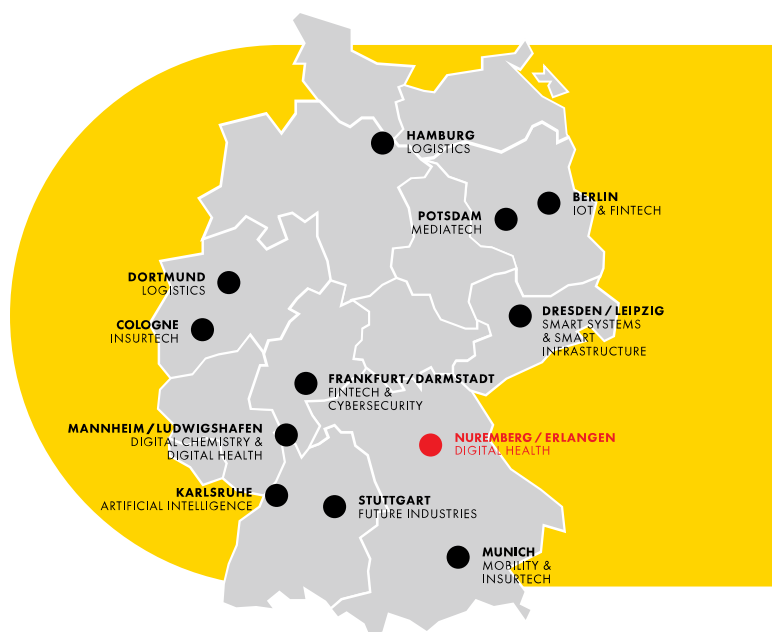 HAMBURG
LOGISTICS
BERLIN
IOT & FINTECH
POTSDAM
MEDIATECH
DORTMUND
LOGISTICS
DRESDEN / LEIPZIG
SMART SYSTEMS
& SMART
INFRASTRUCTURE
COLOGNE
INSURTECH
FRANKFURT/DARMSTADT
FINTECH &
CYBERSECURITY
MANNHEIM/LUDWIGSHAFEN
DIGITAL CHEMISTRY &
DIGITAL HEALTH
NUREMBERG / ERLANGEN
DIGITAL HEALTH
KARLSRUHE
ARTIFICIAL INTELLIGENCE
STUTTGART
FUTURE INDUSTRIES
MUNICH
MOBILITY &
INSURTECH